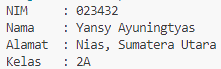 NIM    : 023432
Nama   : Yansy Ayuningtyas
Alamat : Nias, Sumatera Utara
Kelas  : 2A